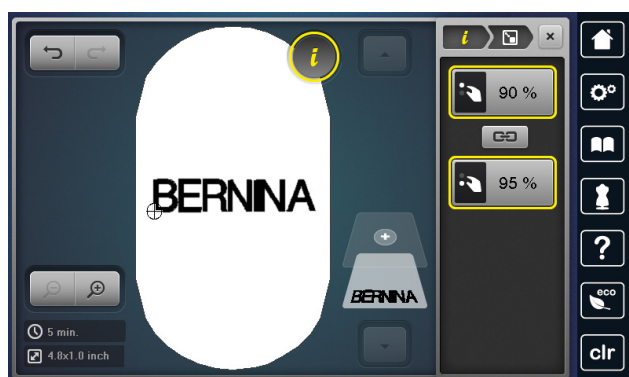 i
i
90 %
95 %
BERNINA
BERNINA
?
eco
5 min.
4.8x1.0 inch
clr